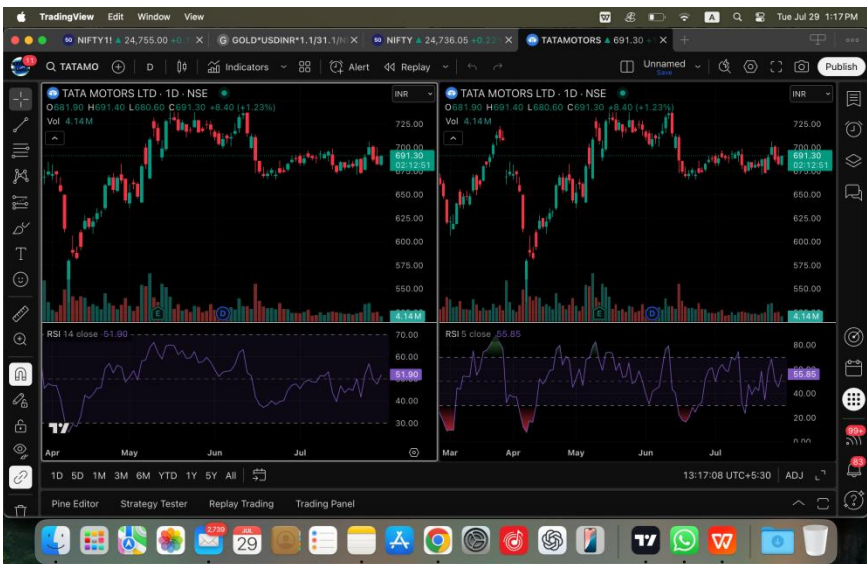 TradingView Edit Window View
A
Tue Jul 29 1:17PM
NIFTY1! ▲ 24,755.00
GOLD*USDINR*1.1/31.1/
NIFTY ▲ 24,736.05
TATAMOTORS ▲ 691.30
11
TATAMO
D
Indicators
Alert
Replay
Unnamed
Save
Publish
TATA MOTORS LTD · 1D · NSE
INR
O681.90 H691.40 L680.60 C691.30 +8.40 (+1.23%)
Vol 4.14M
725.00
691.30
02:12:51
650.00
625.00
600.00
575.00
550.00
4.14M
E
D
RSI 14 close 51.90
70.00
60.00
51.90
40.00
30.00
Apr May Jun Jul
TATA MOTORS LTD · 1D · NSE
INR
O681.90 H691.40 L680.60 C691.30 +8.40 (+1.23%)
Vol 4.14M
725.00
691.30
02:12:51
650.00
625.00
600.00
575.00
550.00
4.14M
E
D
RSI 5 close 55.85
80.00
55.85
40.00
20.00
0.00
Mar Apr May Jun Jul
99+
83
1D 5D 1M 3M 6M YTD 1Y 5Y All
13:17:08 UTC+5:30 ADJ
Pine Editor Strategy Tester Replay Trading Trading Panel
2,739
JUL
29